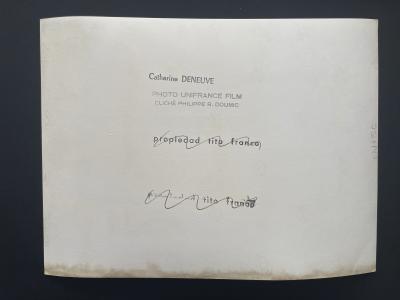 Catherine DENEUVE
PHOTO UNIFRANCE FILM
CLICHÉ PHILIPPE R. DOUMIC
propiedad tito franco
tito franco